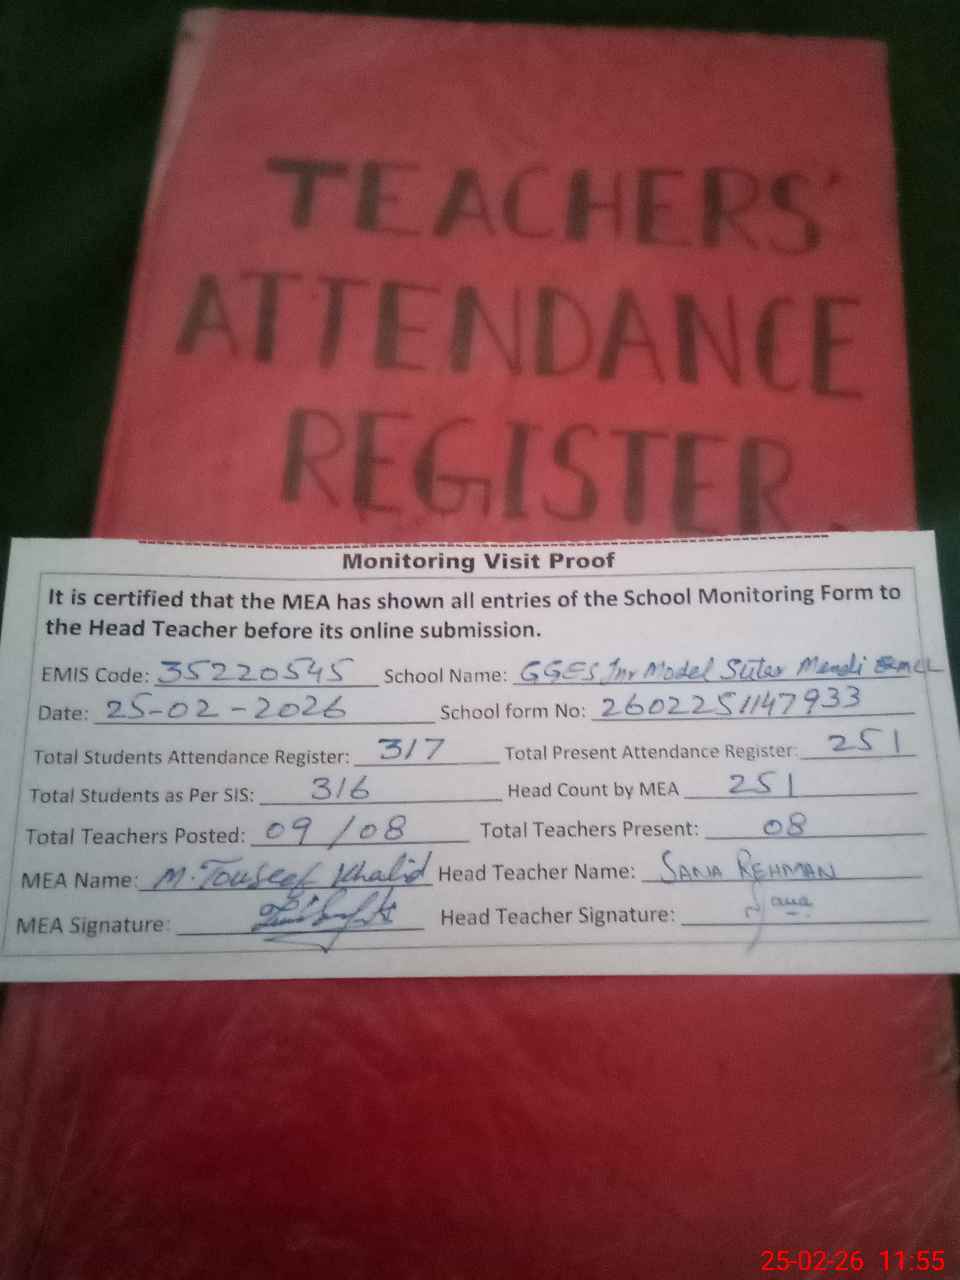 TEACHERS'
ATTENDANCE
REGISTER
Monitoring Visit Proof
It is certified that the MEA has shown all entries of the School Monitoring Form to
the Head Teacher before its online submission.
EMIS Code: 35220545 School Name: GGES Jnr Model Suter Mandi
Date: 25-02-2026 School form No: 2602251147933
Total Students Attendance Register: 317 Total Present Attendance Register: 251
Total Students as Per SIS: 316 Head Count by MEA 251
Total Teachers Posted: 09/08 Total Teachers Present: 08
MEA Name: M. Touseef Khalid Head Teacher Name: SANA REHMAN
MEA Signature: Head Teacher Signature: Sana
25-02-26 11:55